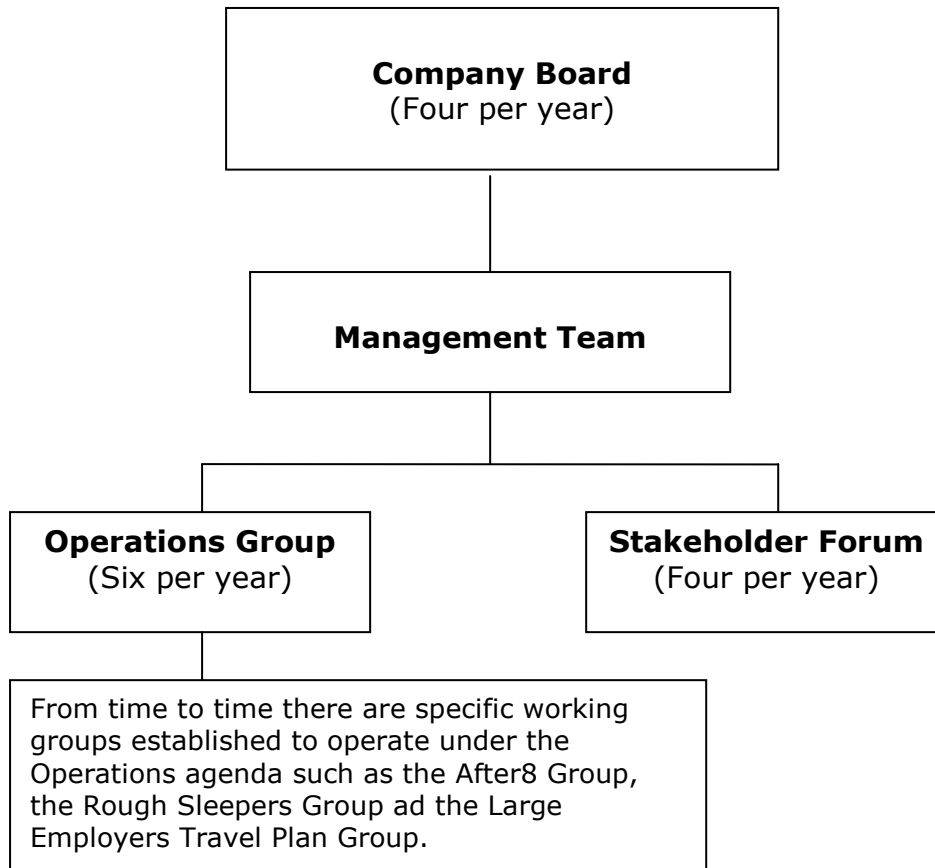 Company Board
(Four per year)
Management Team
Operations Group
(Six per year)
Stakeholder Forum
(Four per year)
From time to time there are specific working
groups established to operate under the
Operations agenda such as the After8 Group,
the Rough Sleepers Group ad the Large
Employers Travel Plan Group.